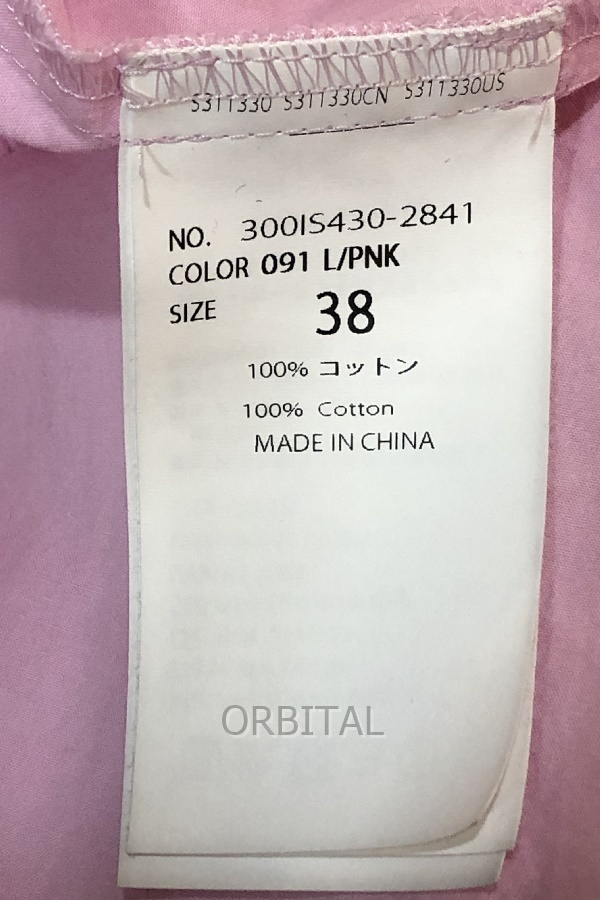 S311330 S311330CN S311330US
NO. 300IS430-2841
COLOR 091 L/PNK
SIZE 38
100% コットン
100% Cotton
MADE IN CHINA
ORBITAL